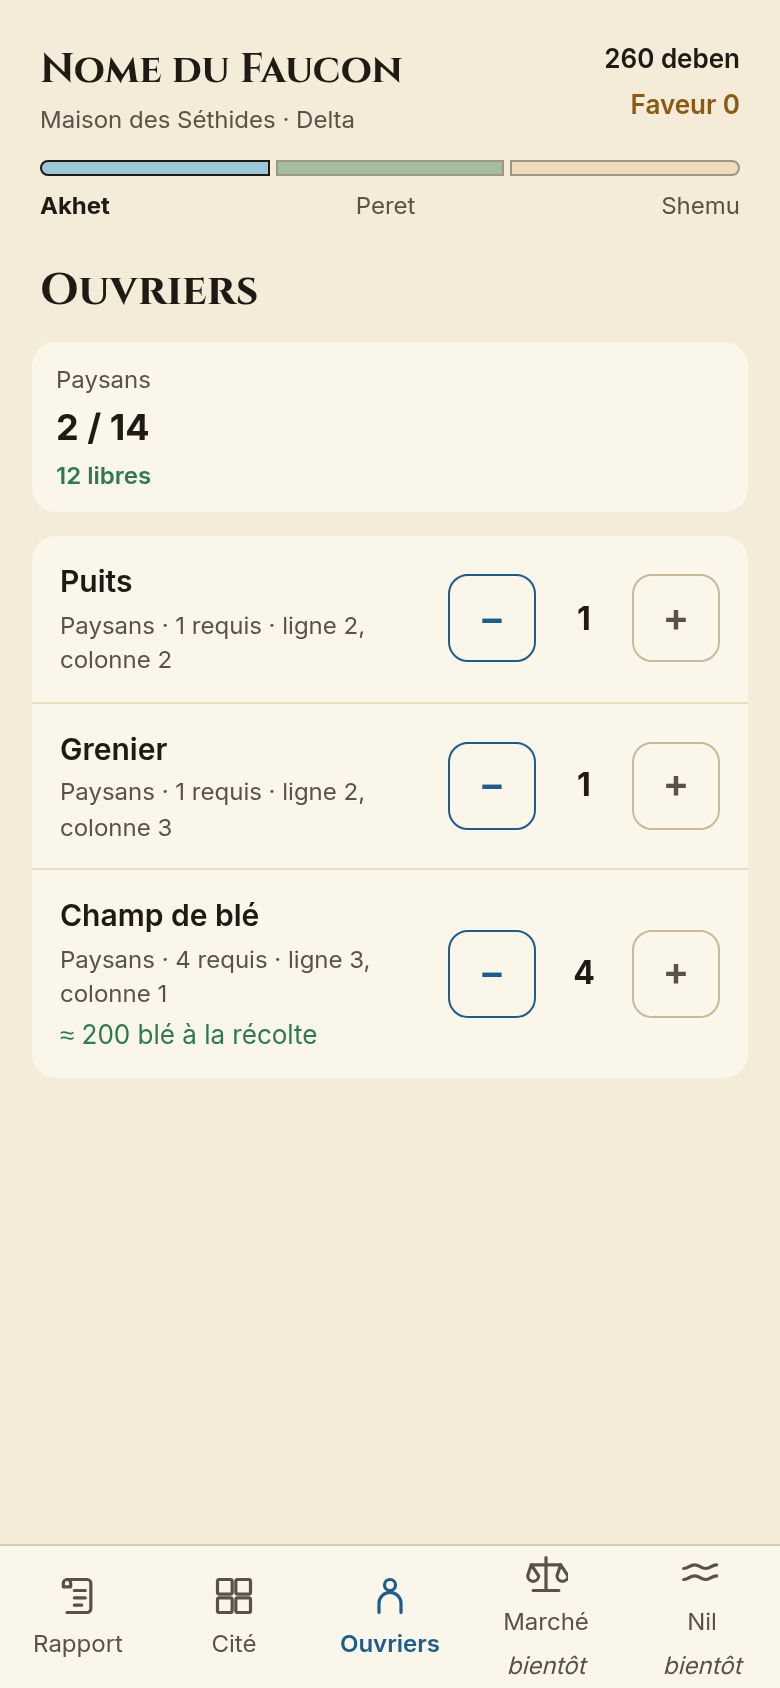 Nome du Faucon
260 deben
Maison des Séthides · Delta
Faveur 0
Akhet
Peret
Shemu
Ouvriers
Paysans
2 / 14
12 libres
Puits
Paysans · 1 requis · ligne 2,
colonne 2
− 1 +
Grenier
Paysans · 1 requis · ligne 2,
colonne 3
− 1 +
Champ de blé
Paysans · 4 requis · ligne 3,
colonne 1
≈ 200 blé à la récolte
− 4 +
Rapport
Cité
Ouvriers
Marché
bientôt
Nil
bientôt